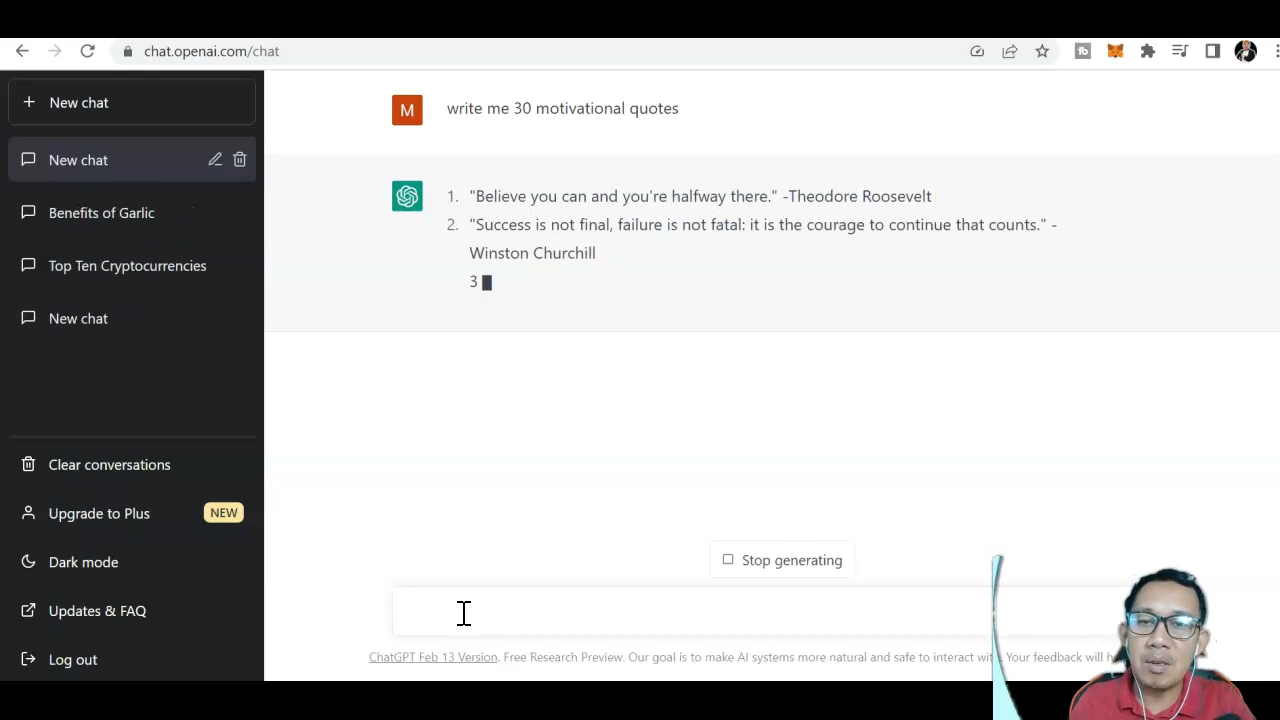 chat.openai.com/chat
New chat
New chat
Benefits of Garlic
Top Ten Cryptocurrencies
New chat
Clear conversations
Upgrade to Plus NEW
Dark mode
Updates & FAQ
Log out
M write me 30 motivational quotes
1. "Believe you can and you're halfway there." -Theodore Roosevelt
2. "Success is not final, failure is not fatal: it is the courage to continue that counts." -
Winston Churchill
3
Stop generating
ChatGPT Feb 13 Version. Free Research Preview. Our goal is to make AI systems more natural and safe to interact Your feedback